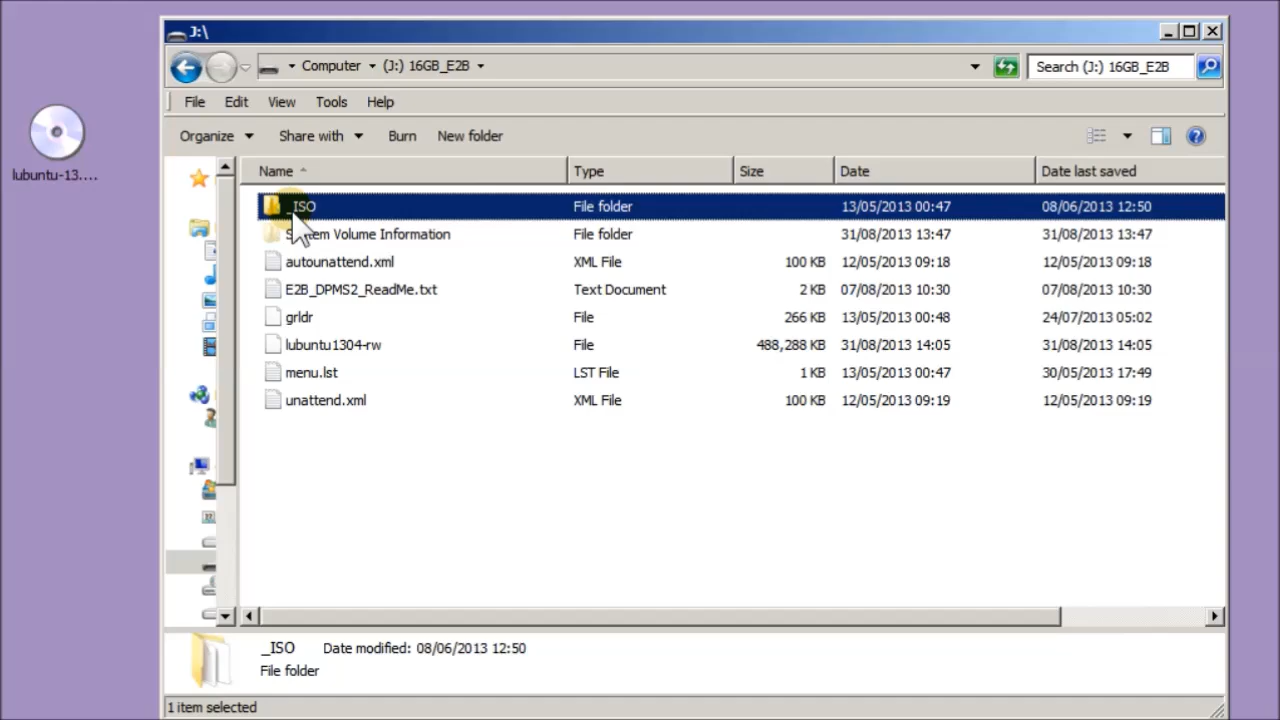 J:\
Computer (J:) 16GB_E2B Search (J:) 16GB_E2B
File Edit View Tools Help
Organize Share with Burn New folder
lubuntu-13....
Name Type Size Date Date last saved
_ISO File folder 13/05/2013 00:47 08/06/2013 12:50
System Volume Information File folder 31/08/2013 13:47 31/08/2013 13:47
autounattend.xml XML File 100 KB 12/05/2013 09:18 12/05/2013 09:18
E2B_DPMS2_ReadMe.txt Text Document 2 KB 07/08/2013 10:30 07/08/2013 10:30
grldr File 266 KB 13/05/2013 00:48 24/07/2013 05:02
lubuntu1304-rw File 488,288 KB 31/08/2013 14:05 31/08/2013 14:05
menu.lst LST File 1 KB 13/05/2013 00:47 30/05/2013 17:49
unattend.xml XML File 100 KB 12/05/2013 09:19 12/05/2013 09:19
_ISO Date modified: 08/06/2013 12:50
File folder
1 item selected